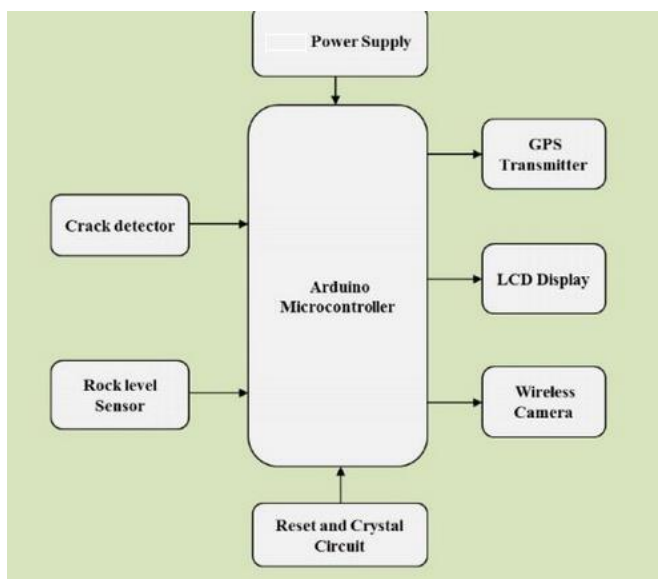 Power Supply
GPS
Transmitter
Crack detector
Arduino
Microcontroller
LCD Display
Rock level
Sensor
Wireless
Camera
Reset and Crystal
Circuit